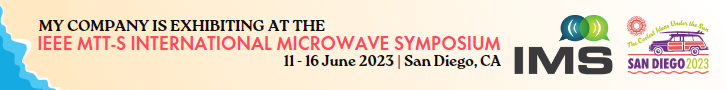 MY COMPANY IS EXHIBITING AT THE
IEEE MTT-S INTERNATIONAL MICROWAVE SYMPOSIUM
11 - 16 June 2023 | San Diego, CA
IMS
The Coolest Ideas Under the Sun
SAN DIEGO 2023